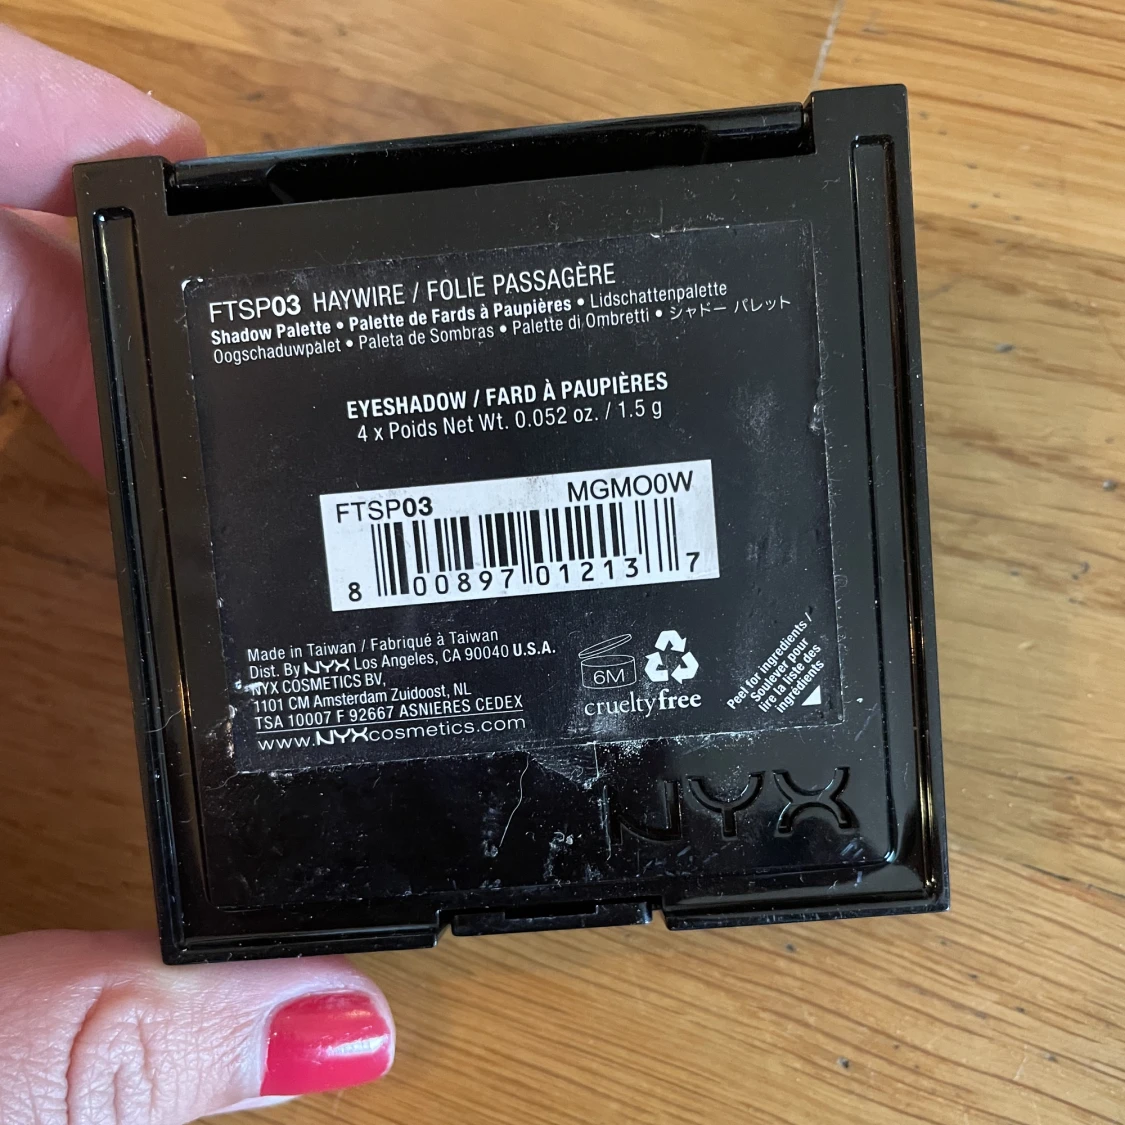 FTSP03 HAYWIRE / FOLIE PASSAGÈRE
Shadow Palette • Palette de Fards à Paupières • Lidschattenpalette
Oogschaduwpalet • Paleta de Sombras • Palette di Ombretti • シャドー パレット
EYESHADOW / FARD À PAUPIÈRES
4 x Poids Net Wt. 0.052 oz. / 1.5 g
FTSP03 MGMO0W
8 00897 01213 7
Made in Taiwan / Fabriqué à Taiwan
Dist. By NYX Los Angeles, CA 90040 U.S.A.
NYX COSMETICS BV,
1101 CM Amsterdam Zuidoost, NL
TSA 10007 F 92667 ASNIERES CEDEX
www.NYXcosmetics.com
6M
crueltyfree
Peel for ingredients /
Soulever pour
lire la liste des
ingrédients
NYX